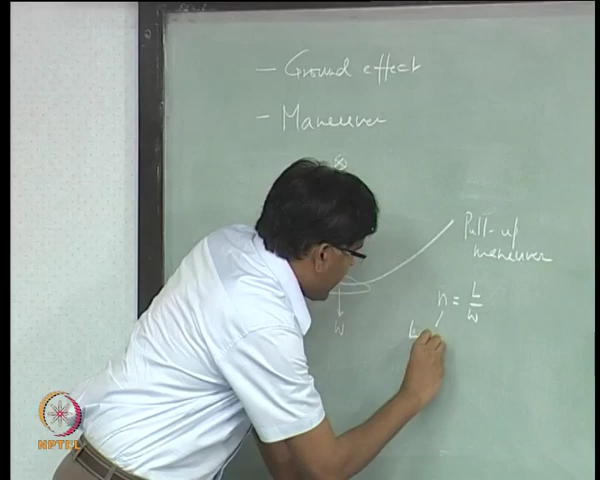 - Ground effect
- Maneuver
Pull-up
maneuver
n = L/W
W
L
NPTEL